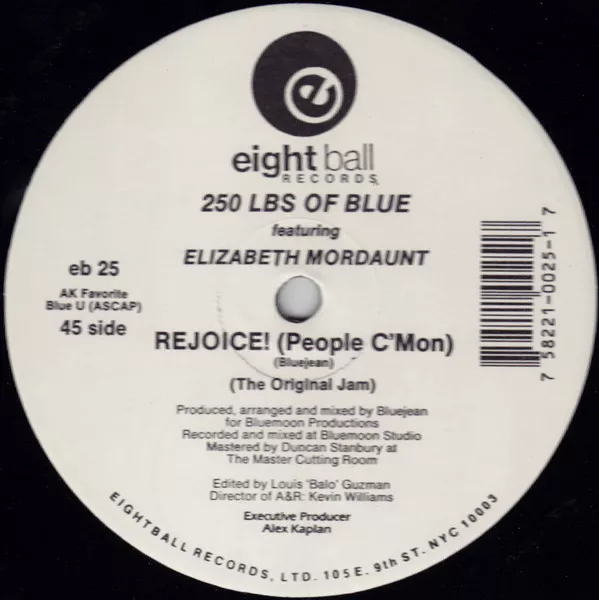 e
eight ball
RECORDS
250 LBS OF BLUE
featuring
ELIZABETH MORDAUNT
eb 25
AK Favorite
Blue U (ASCAP)
45 side
REJOICE! (People C'Mon)
(Bluejean)
(The Original Jam)
Produced, arranged and mixed by Bluejean
for Bluemoon Productions
Recorded and mixed at Bluemoon Studio
Mastered by Duncan Stanbury at
The Master Cutting Room
Edited by Louis 'Balo' Guzman
Director of A&R: Kevin Williams
Executive Producer
Alex Kaplan
7 58221-0025-1 7
EIGHTBALL RECORDS, LTD. 105 E. 9th ST. NYC 10003